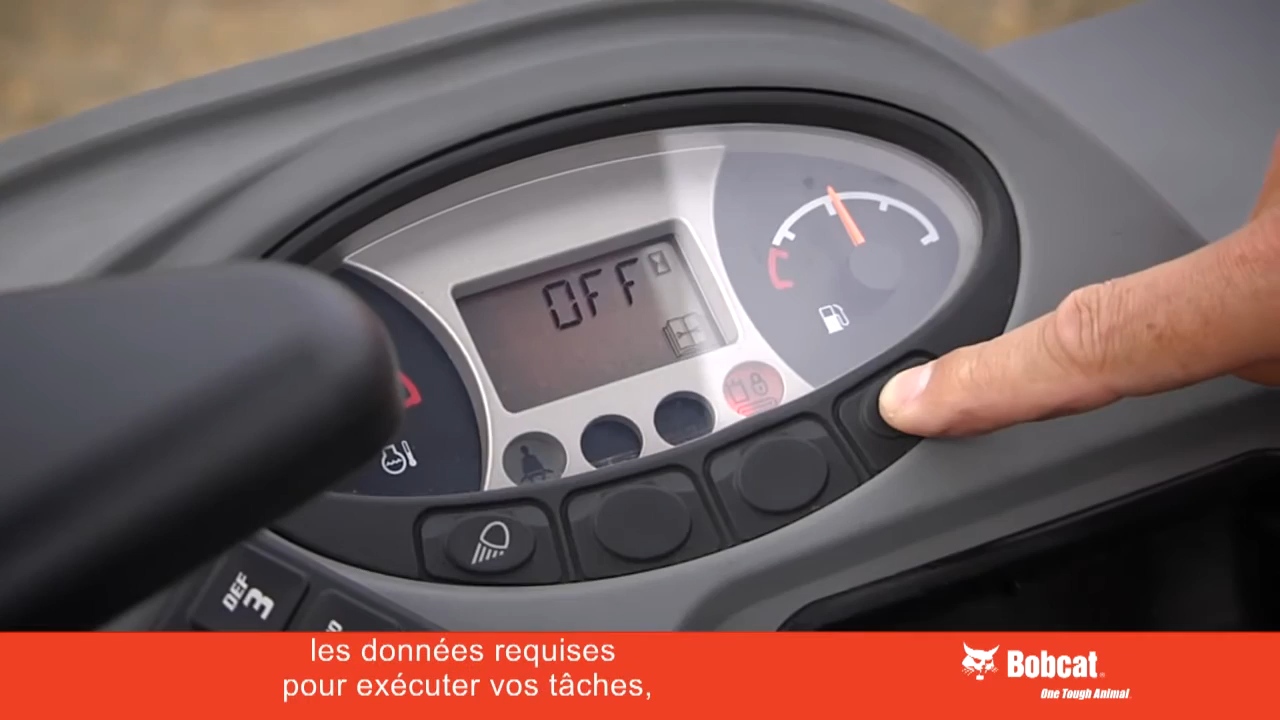 OFF
DEF
3
les données requises
pour exécuter vos tâches,
Bobcat
One Tough Animal